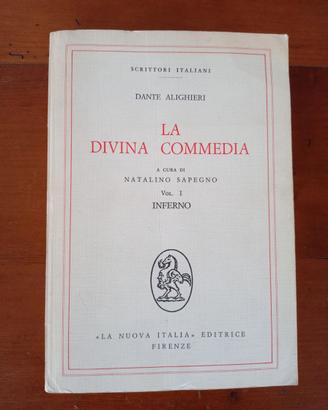 SCRITTORI ITALIANI
DANTE ALIGHIERI
LA
DIVINA COMMEDIA
A CURA DI
NATALINO SAPEGNO
VOL. I
INFERNO
«LA NUOVA ITALIA» EDITRICE
FIRENZE